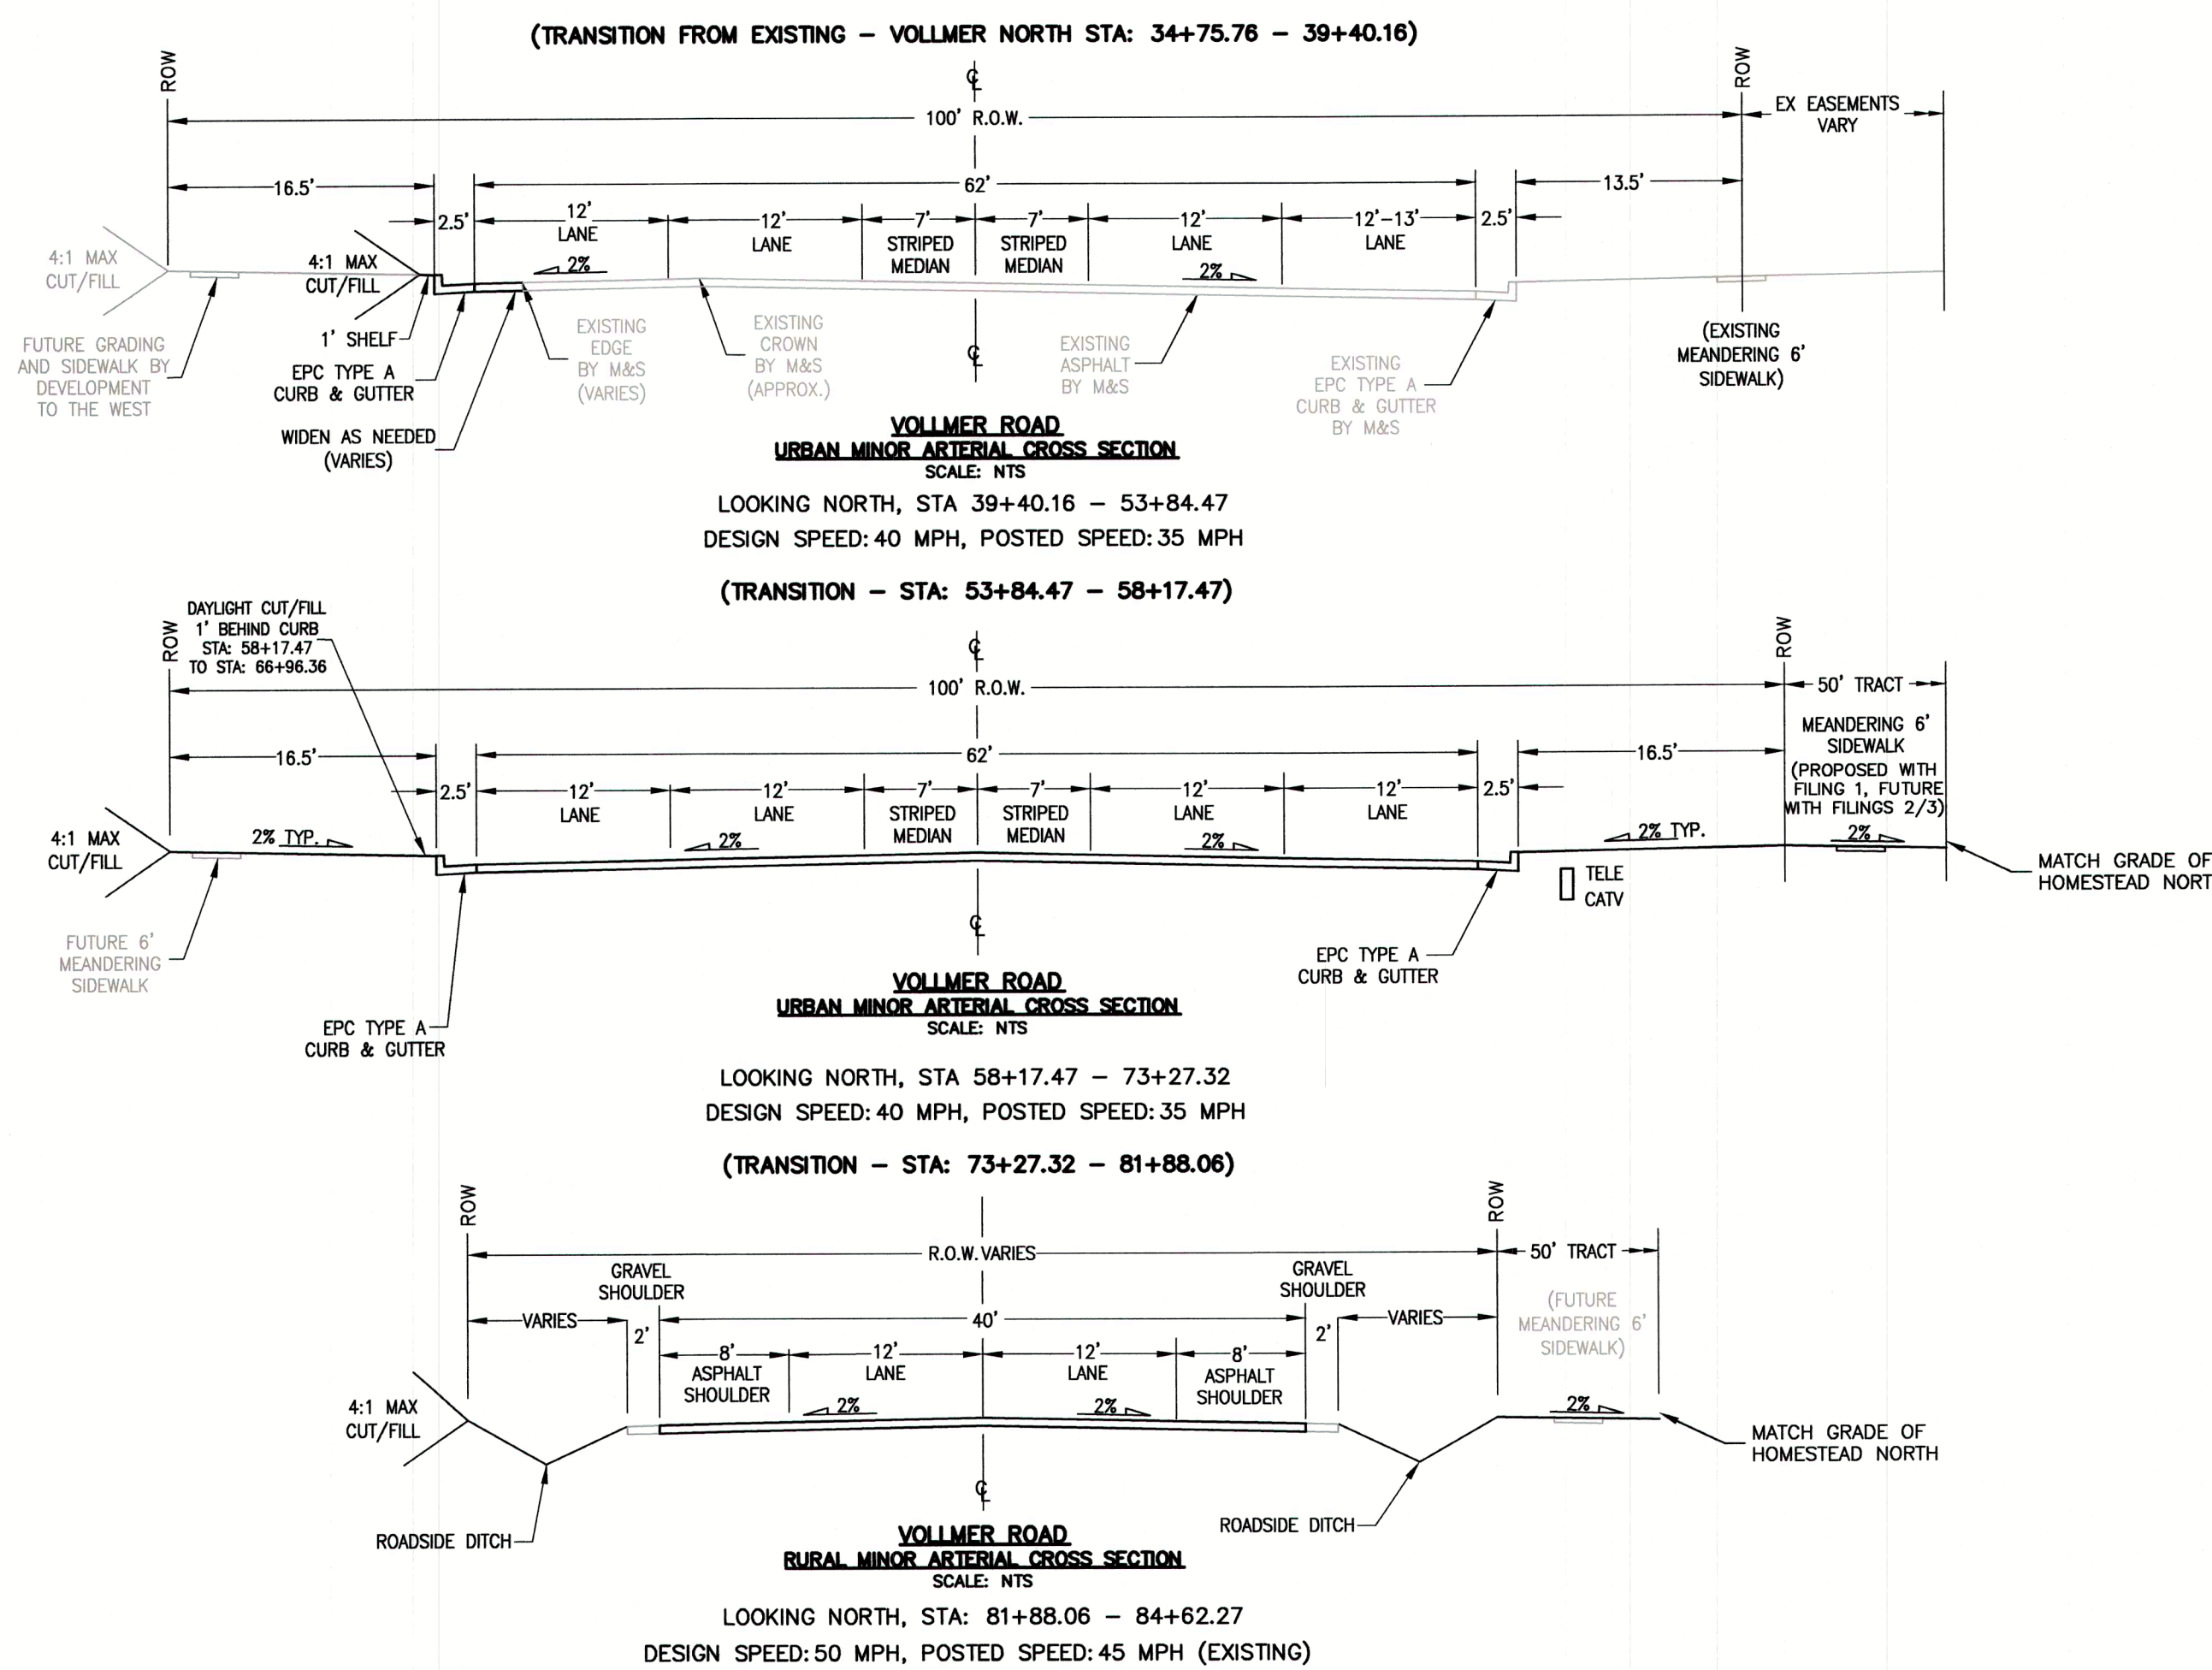 (TRANSITION FROM EXISTING – VOLLMER NORTH STA: 34+75.76 – 39+40.16)
ROW
℄
ROW
100' R.O.W.
EX EASEMENTS
VARY
16.5'
62'
13.5'
2.5'
12'
LANE
12'
LANE
7'
STRIPED
MEDIAN
7'
STRIPED
MEDIAN
12'
LANE
12'–13'
LANE
2.5'
4:1 MAX
CUT/FILL
4:1 MAX
CUT/FILL
2%
2%
FUTURE GRADING
AND SIDEWALK BY
DEVELOPMENT
TO THE WEST
1' SHELF
EPC TYPE A
CURB & GUTTER
WIDEN AS NEEDED
(VARIES)
EXISTING
EDGE
BY M&S
(VARIES)
EXISTING
CROWN
BY M&S
(APPROX.)
℄
EXISTING
ASPHALT
BY M&S
EXISTING
EPC TYPE A
CURB & GUTTER
BY M&S
(EXISTING
MEANDERING 6'
SIDEWALK)
VOLLMER ROAD
URBAN MINOR ARTERIAL CROSS SECTION
SCALE: NTS
LOOKING NORTH, STA 39+40.16 – 53+84.47
DESIGN SPEED: 40 MPH, POSTED SPEED: 35 MPH
(TRANSITION – STA: 53+84.47 – 58+17.47)
ROW
DAYLIGHT CUT/FILL
1' BEHIND CURB
STA: 58+17.47
TO STA: 66+96.36
℄
ROW
100' R.O.W.
50' TRACT
16.5'
62'
16.5'
MEANDERING 6'
SIDEWALK
(PROPOSED WITH
FILING 1, FUTURE
WITH FILINGS 2/3)
2.5'
12'
LANE
12'
LANE
7'
STRIPED
MEDIAN
7'
STRIPED
MEDIAN
12'
LANE
12'
LANE
2.5'
4:1 MAX
CUT/FILL
2% TYP.
2%
2%
2% TYP.
2%
TELE
CATV
MATCH GRADE OF
HOMESTEAD NORT
FUTURE 6'
MEANDERING
SIDEWALK
℄
EPC TYPE A
CURB & GUTTER
EPC TYPE A
CURB & GUTTER
VOLLMER ROAD
URBAN MINOR ARTERIAL CROSS SECTION
SCALE: NTS
LOOKING NORTH, STA 58+17.47 – 73+27.32
DESIGN SPEED: 40 MPH, POSTED SPEED: 35 MPH
(TRANSITION – STA: 73+27.32 – 81+88.06)
ROW
ROW
R.O.W. VARIES
50' TRACT
GRAVEL
SHOULDER
GRAVEL
SHOULDER
VARIES
2'
40'
2'
VARIES
(FUTURE
MEANDERING 6'
SIDEWALK)
8'
ASPHALT
SHOULDER
12'
LANE
12'
LANE
8'
ASPHALT
SHOULDER
4:1 MAX
CUT/FILL
2%
2%
2%
MATCH GRADE OF
HOMESTEAD NORTH
℄
ROADSIDE DITCH
ROADSIDE DITCH
VOLLMER ROAD
RURAL MINOR ARTERIAL CROSS SECTION
SCALE: NTS
LOOKING NORTH, STA: 81+88.06 – 84+62.27
DESIGN SPEED: 50 MPH, POSTED SPEED: 45 MPH (EXISTING)